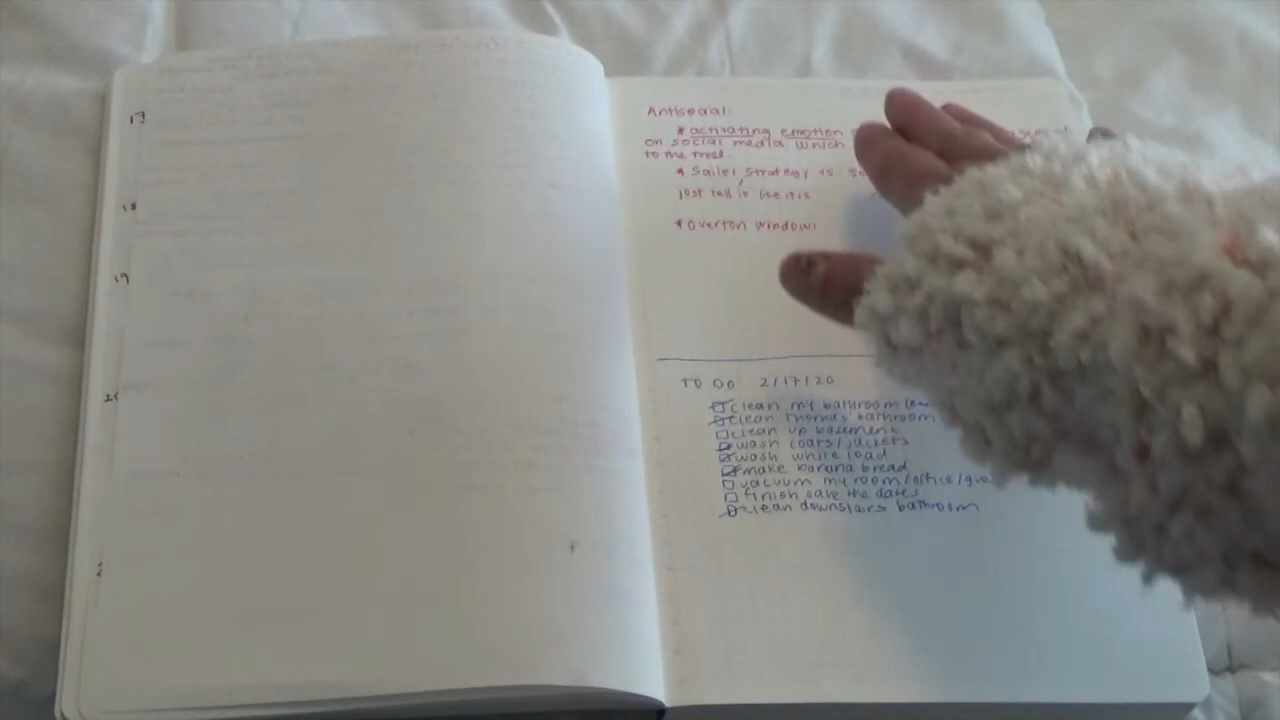 17
18
19
20
Antisocial:
* activating emotion
on social media which
to the troll.
* Sailer Strategy vs.
just tell it like it is
* Overton window:
TO DO 2/17/20
clean my bathroom
clean Thomas' bathroom
clean up basement
wash coats/jackets
wash white load
make banana bread
vacuum my room/office/
finish save the dates
clean downstairs bathroom